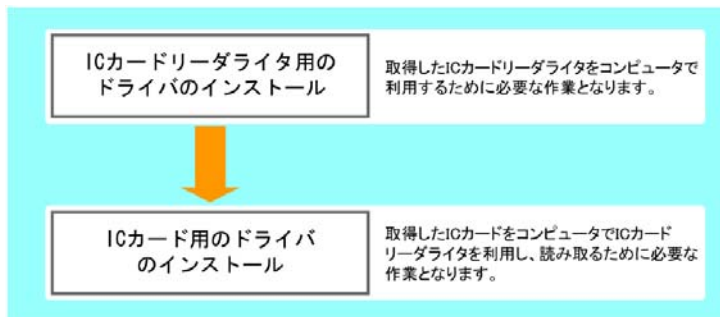 ICカードリーダライタ用の
ドライバのインストール
取得したICカードリーダライタをコンピュータで
利用するために必要な作業となります。
ICカード用のドライバ
のインストール
取得したICカードをコンピュータでICカード
リーダライタを利用し、読み取るために必要な
作業となります。